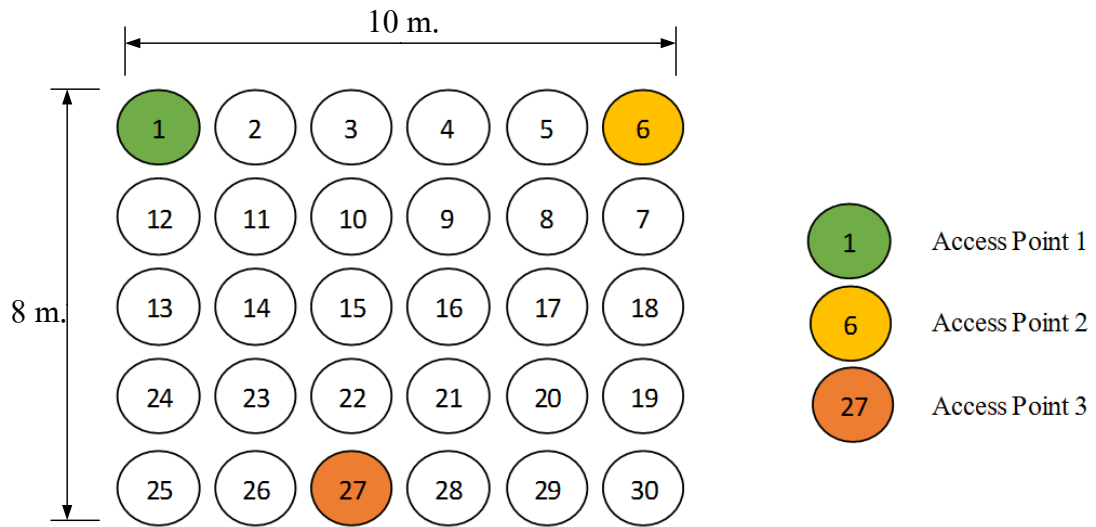 10 m.
1 2 3 4 5 6
12 11 10 9 8 7
13 14 15 16 17 18
8 m.
24 23 22 21 20 19
25 26 27 28 29 30
1 Access Point 1
6 Access Point 2
27 Access Point 3